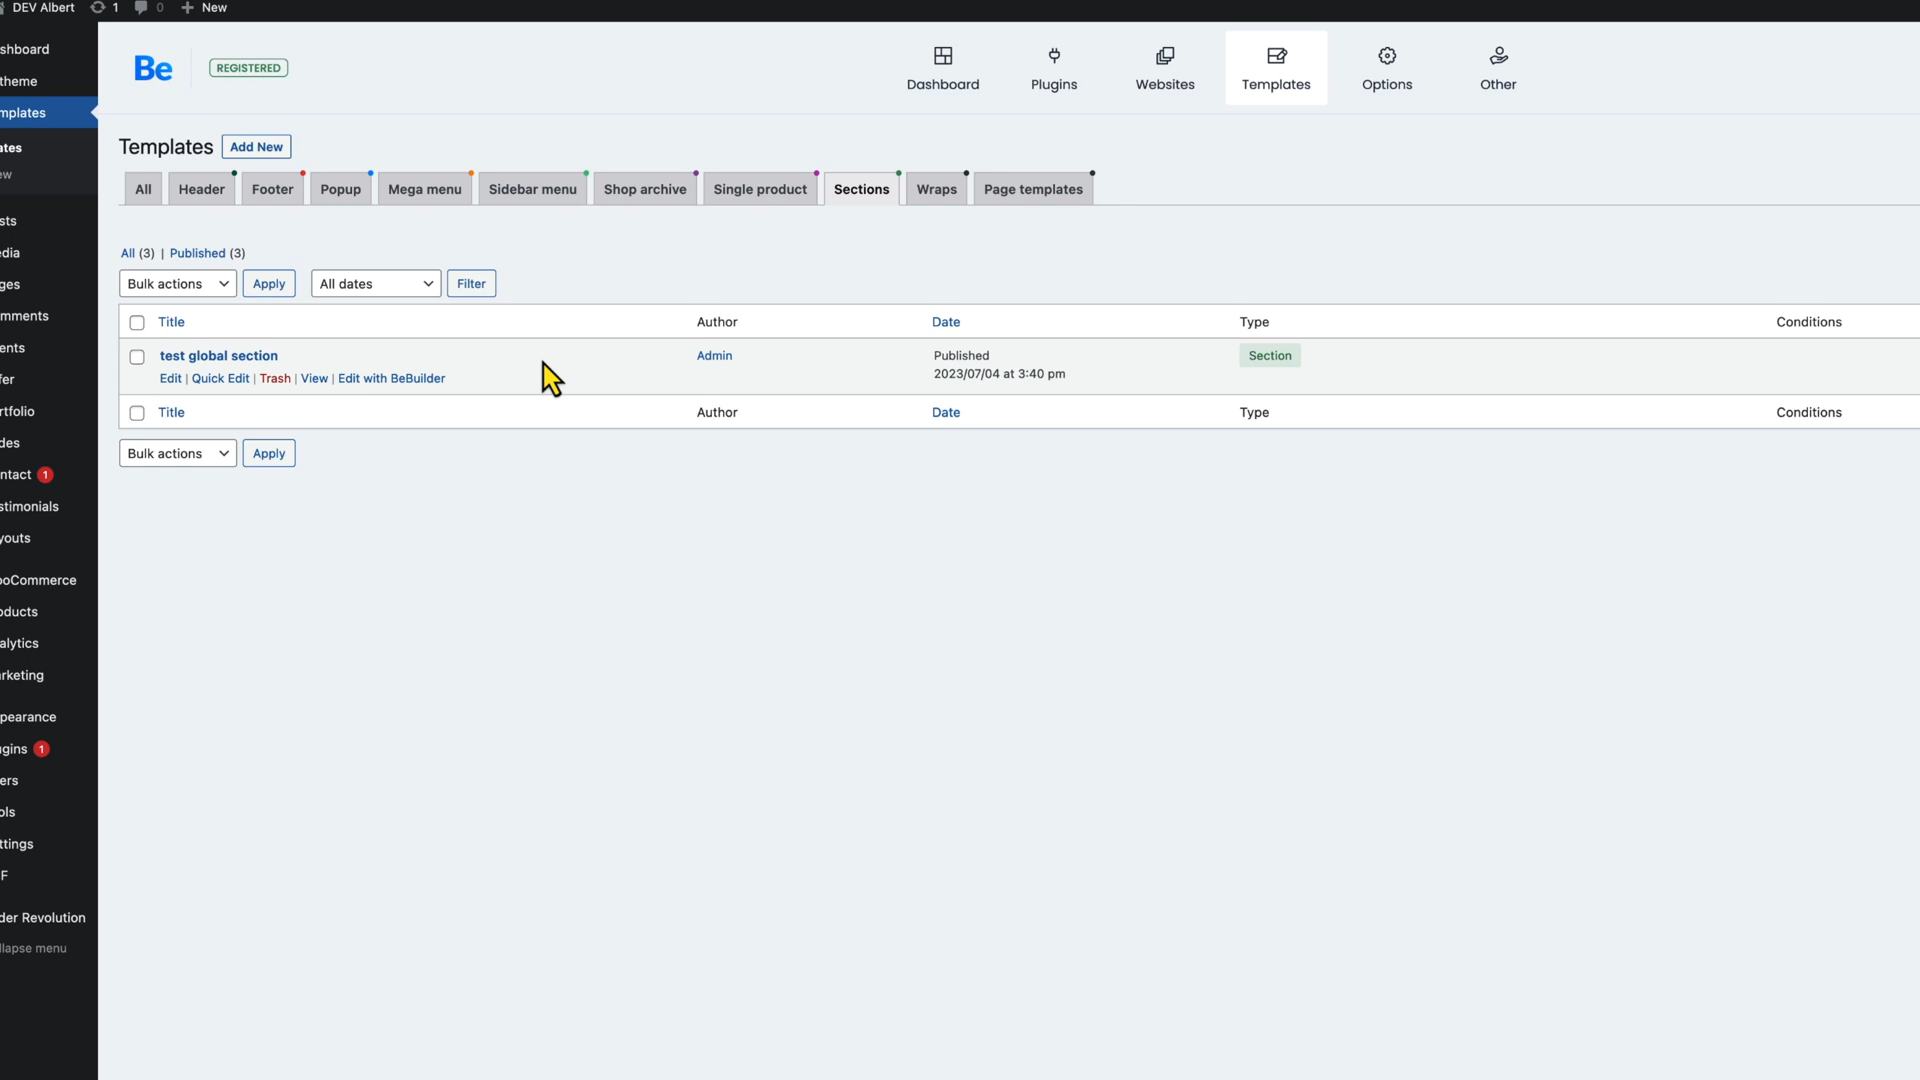 DEV Albert 1 0 New
shboard
theme
mplates
ates
ew
sts
edia
ges
mments
ents
fer
rtfolio
des
ntact 1
stimonials
youts
ooCommerce
oducts
alytics
arketing
pearance
ugins 1
ers
ols
ttings
F
der Revolution
llapse menu
Be REGISTERED
Dashboard Plugins Websites Templates Options Other
Templates Add New
All Header Footer Popup Mega menu Sidebar menu Shop archive Single product Sections Wraps Page templates
All (3) | Published (3)
Bulk actions Apply All dates Filter
Title Author Date Type Conditions
test global section Admin Published Section
Edit | Quick Edit | Trash | View | Edit with BeBuilder 2023/07/04 at 3:40 pm
Title Author Date Type Conditions
Bulk actions Apply